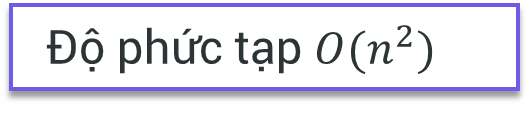 Độ phức tạp O(n²)